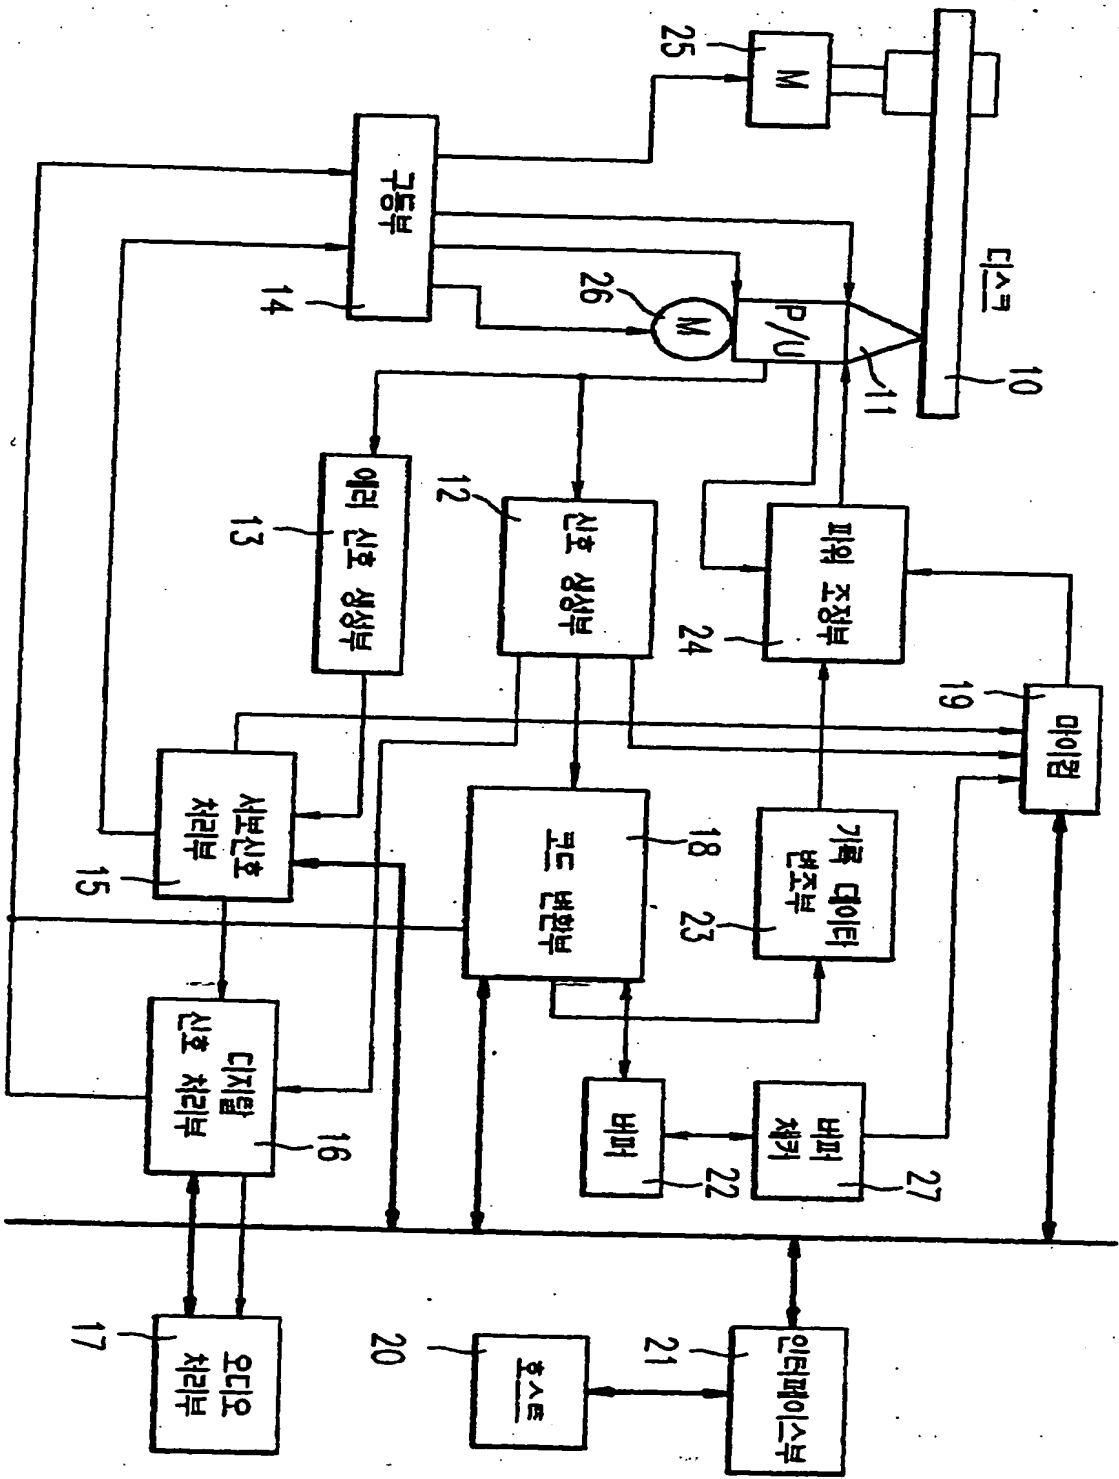 디스크
10
마이컴
19
11
P/U
M
25
M
26
파워 조정부
24
기록 데이타
변조부
23
버퍼
체커
27
인터페이스부
21
신호 생성부
12
코드 변환부
18
버퍼
22
호스트
20
구동부
14
에러 신호 생성부
13
서보신호
처리부
15
디지탈
신호 처리부
16
오디오
처리부
17